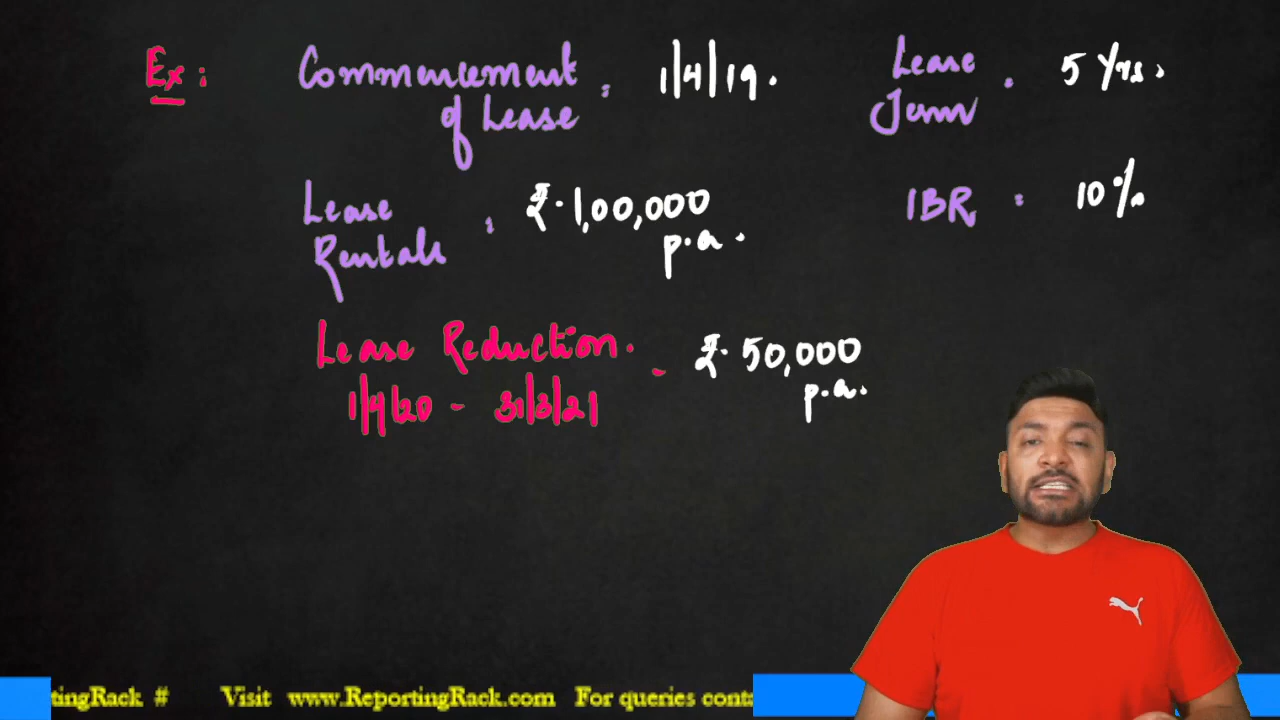 Ex: Commencement of Lease = 1/4/19.
Lease Term = 5 Yrs.
Lease Rentals = ₹. 1,00,000 p.a.
IBR = 10%
Lease Reduction. 1/4/20 - 31/3/21 = ₹. 50,000 p.a.
tingRack # Visit www.ReportingRack.com For queries conta